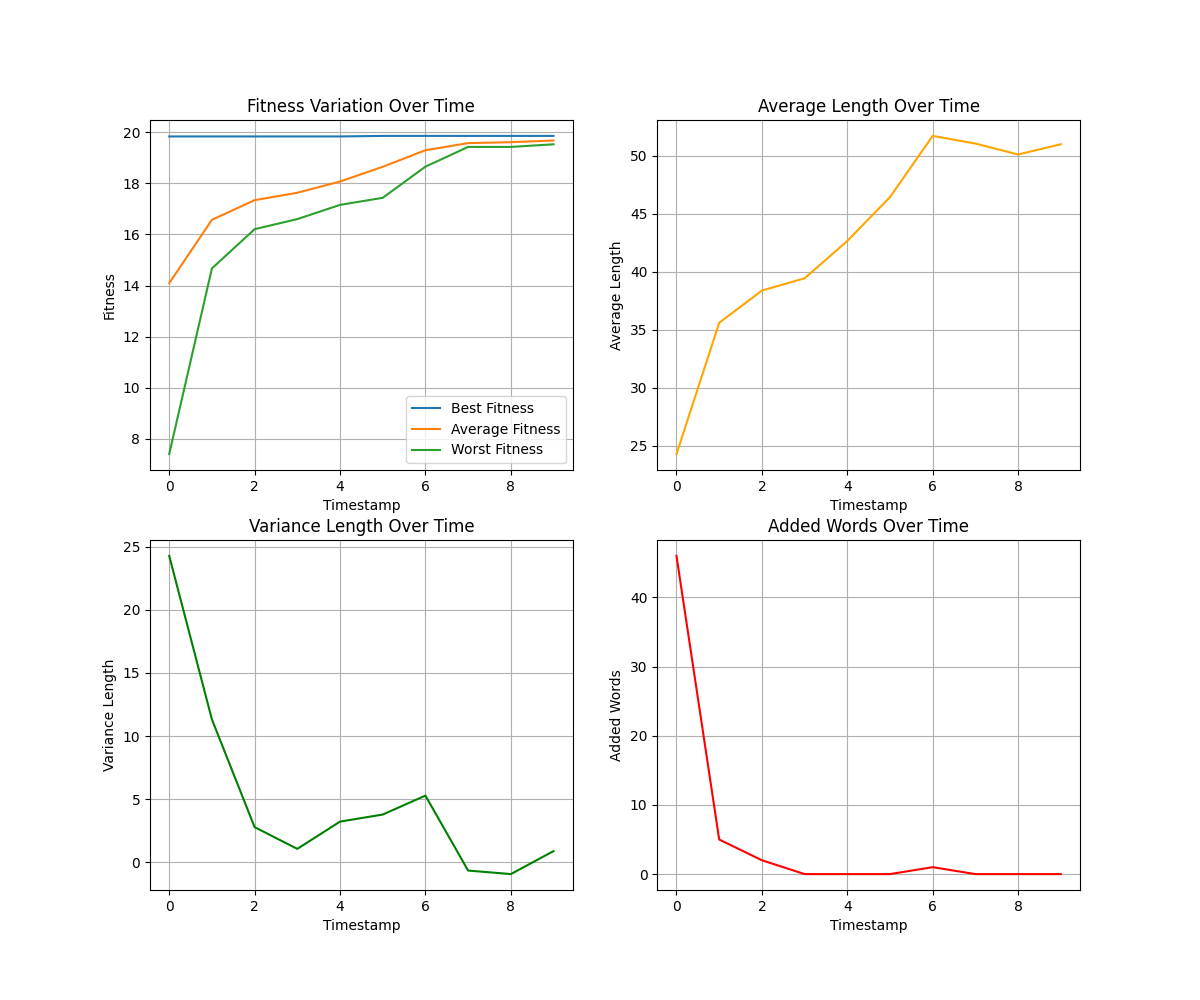 Fitness Variation Over Time
20
18
16
14
12
10
8
Fitness
Best Fitness
Average Fitness
Worst Fitness
0 2 4 6 8
Timestamp
Average Length Over Time
50
45
40
35
30
25
Average Length
0 2 4 6 8
Timestamp
Variance Length Over Time
25
20
15
10
5
0
Variance Length
0 2 4 6 8
Timestamp
Added Words Over Time
40
30
20
10
0
Added Words
0 2 4 6 8
Timestamp